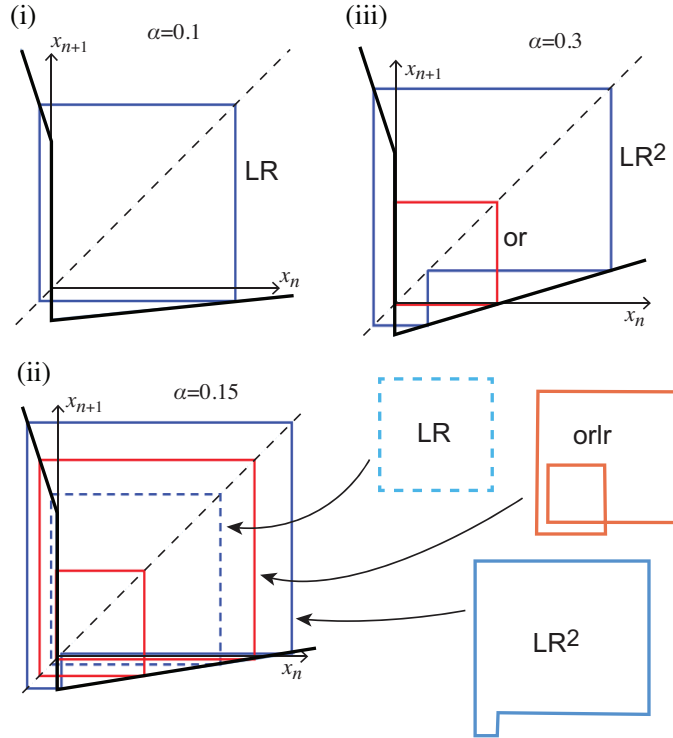 (i)
x_{n+1}
α=0.1
LR
x_n
(iii)
x_{n+1}
α=0.3
LR²
or
x_n
(ii)
x_{n+1}
α=0.15
x_n
LR
orlr
LR²